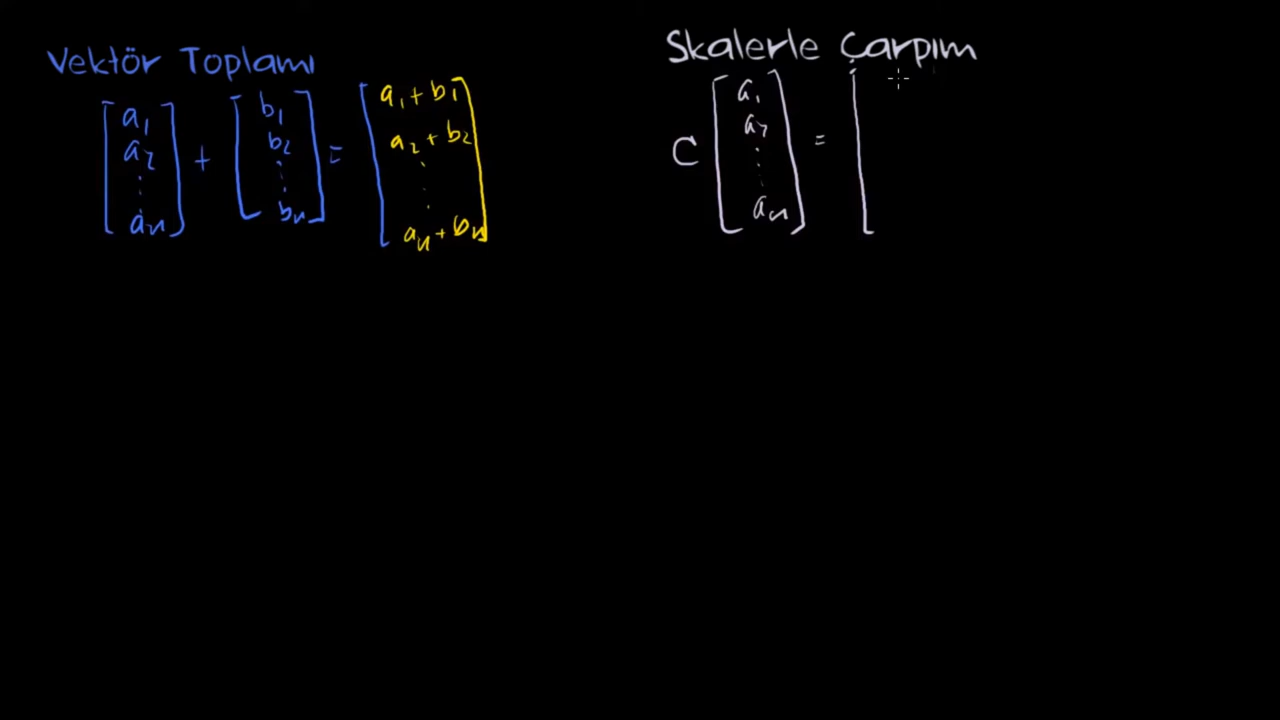 Vektör Toplamı
[a₁ a₂ ⋮ aₙ] + [b₁ b₂ ⋮ bₙ] = [a₁ + b₁ a₂ + b₂ ⋮ aₙ + bₙ]
Skalerle Çarpım
C [a₁ a₂ ⋮ aₙ] = [